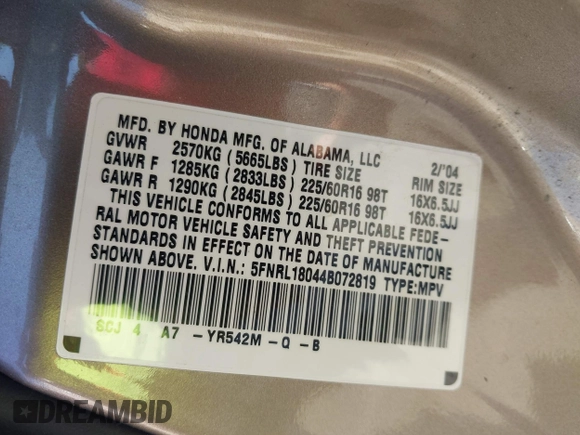 MFD. BY HONDA MFG. OF ALABAMA, LLC 2/'04
GVWR 2570KG (5665LBS) TIRE SIZE RIM SIZE
GAWR F 1285KG (2833LBS) 225/60R16 98T 16X6.5JJ
GAWR R 1290KG (2845LBS) 225/60R16 98T 16X6.5JJ
THIS VEHICLE CONFORMS TO ALL APPLICABLE FEDE-
RAL MOTOR VEHICLE SAFETY AND THEFT PREVENTION
STANDARDS IN EFFECT ON THE DATE OF MANUFACTURE
SHOWN ABOVE. V.I.N.: 5FNRL18044B072819 TYPE:MPV
SCJ 4 A7 -YR542M -Q -B
DREAMBID